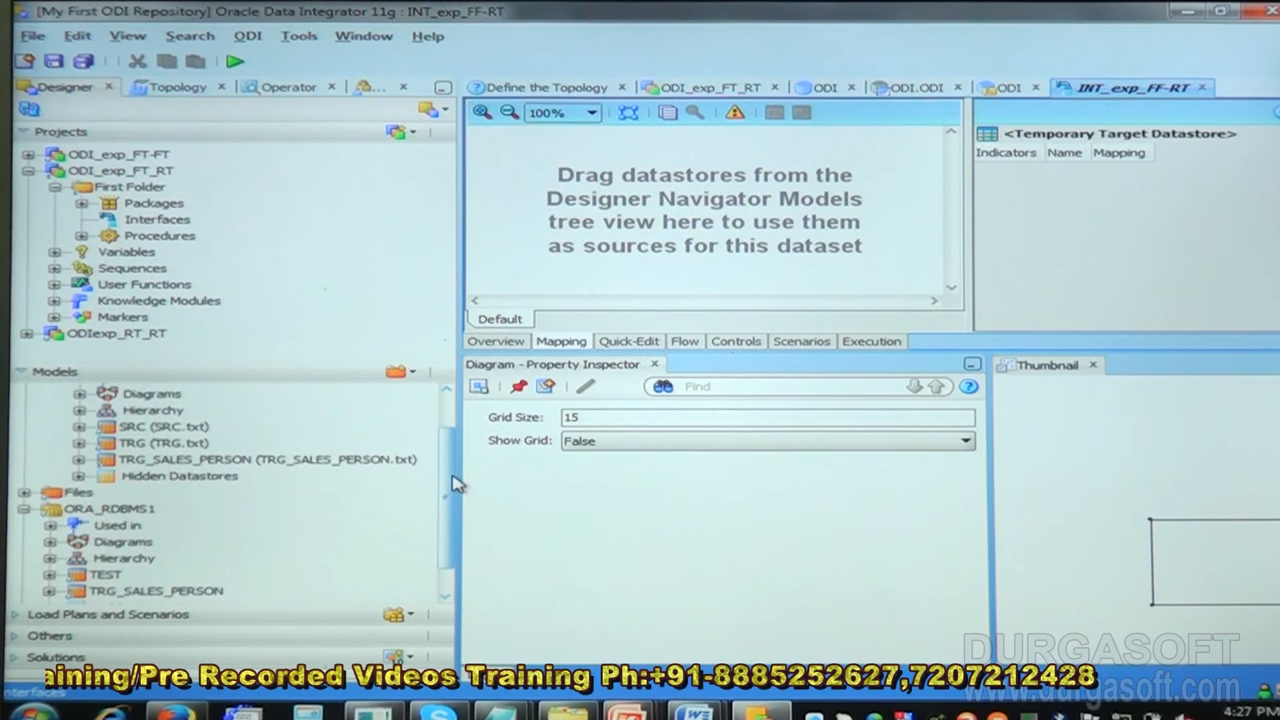 [My First ODI Repository] Oracle Data Integrator 11g : INT_exp_FF-RT
File Edit View Search ODI Tools Window Help
Designer Topology Operator ... Define the Topology ODI_exp_FT_RT ODI ODI.ODI ODI INT_exp_FF-RT
100%
Projects
ODI_exp_FT-FT
ODI_exp_FT_RT
First Folder
Packages
Interfaces
Procedures
Variables
Sequences
User Functions
Knowledge Modules
Markers
ODIexp_RT_RT
Drag datastores from the
Designer Navigator Models
tree view here to use them
as sources for this dataset
<Temporary Target Datastore>
Indicators Name Mapping
Default
Overview Mapping Quick-Edit Flow Controls Scenarios Execution
Models
Diagrams
Hierarchy
SRC (SRC.txt)
TRG (TRG.txt)
TRG_SALES_PERSON (TRG_SALES_PERSON.txt)
Hidden Datastores
Files
ORA_RDBMS1
Used in
Diagrams
Hierarchy
TEST
TRG_SALES_PERSON
Load Plans and Scenarios
Others
Solutions
Diagram - Property Inspector
Find
Grid Size: 15
Show Grid: False
Thumbnail
DURGASOFT
www.durgasoft.com
aining/Pre Recorded Videos Training Ph:+91-8885252627,7207212428
Interfaces
4:27 PM